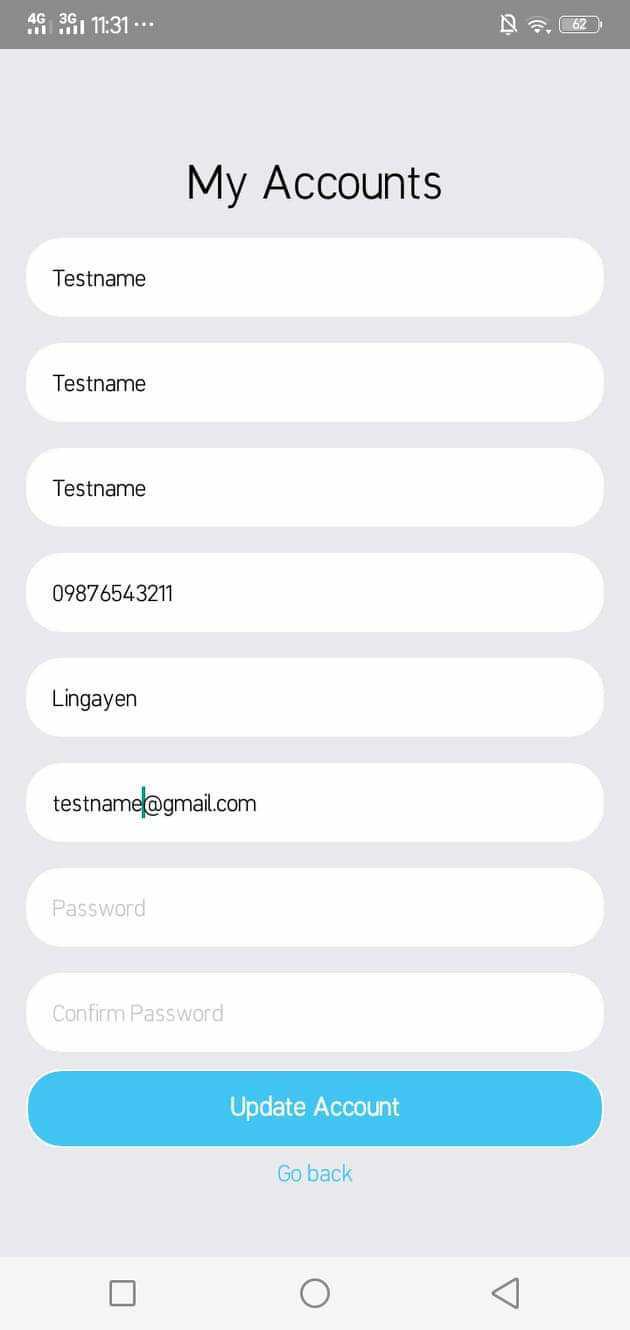 4G 3G 11:31 ...
62
My Accounts
Testname
Testname
Testname
09876543211
Lingayen
testname@gmail.com
Password
Confirm Password
Update Account
Go back